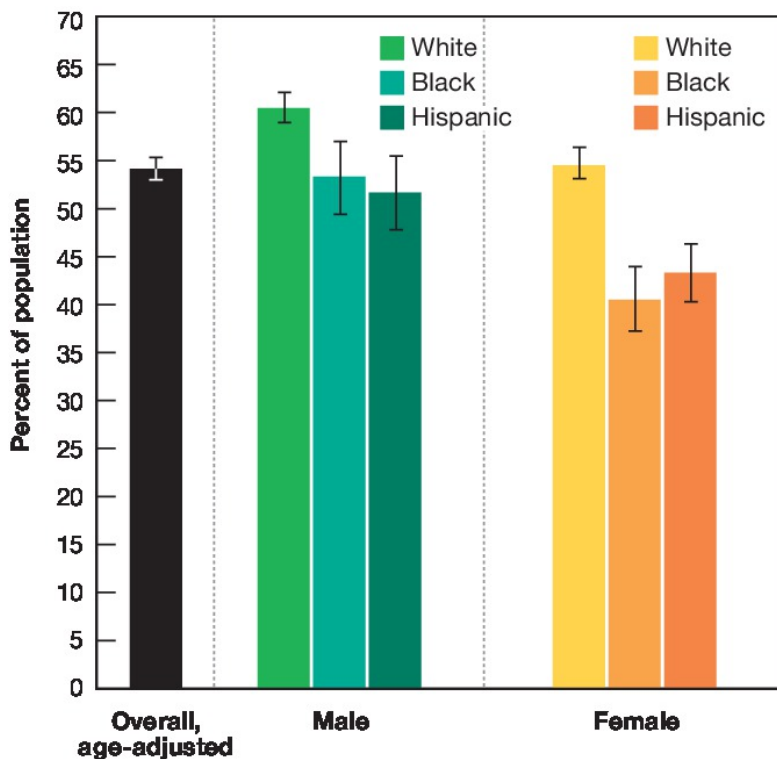 70
65
60
55
50
45
40
35
30
25
20
15
10
5
0
Percent of population
White
Black
Hispanic
White
Black
Hispanic
Overall,
age-adjusted
Male
Female